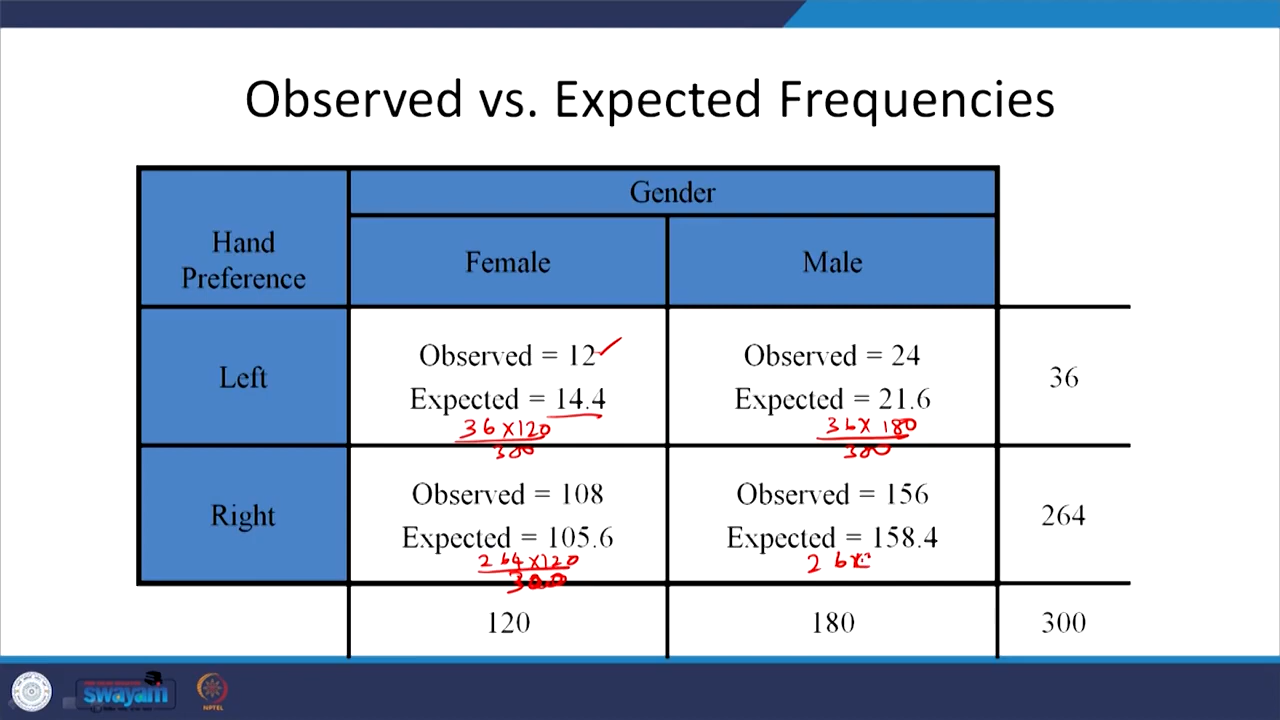 Observed vs. Expected Frequencies
Hand
Preference
Gender
Female
Male
Left
Observed = 12
Expected = 14.4
36 x 120
300
Observed = 24
Expected = 21.6
36 x 180
300
36
Right
Observed = 108
Expected = 105.6
264 x 120
300
Observed = 156
Expected = 158.4
26
264
120
180
300
swayam
NPTEL